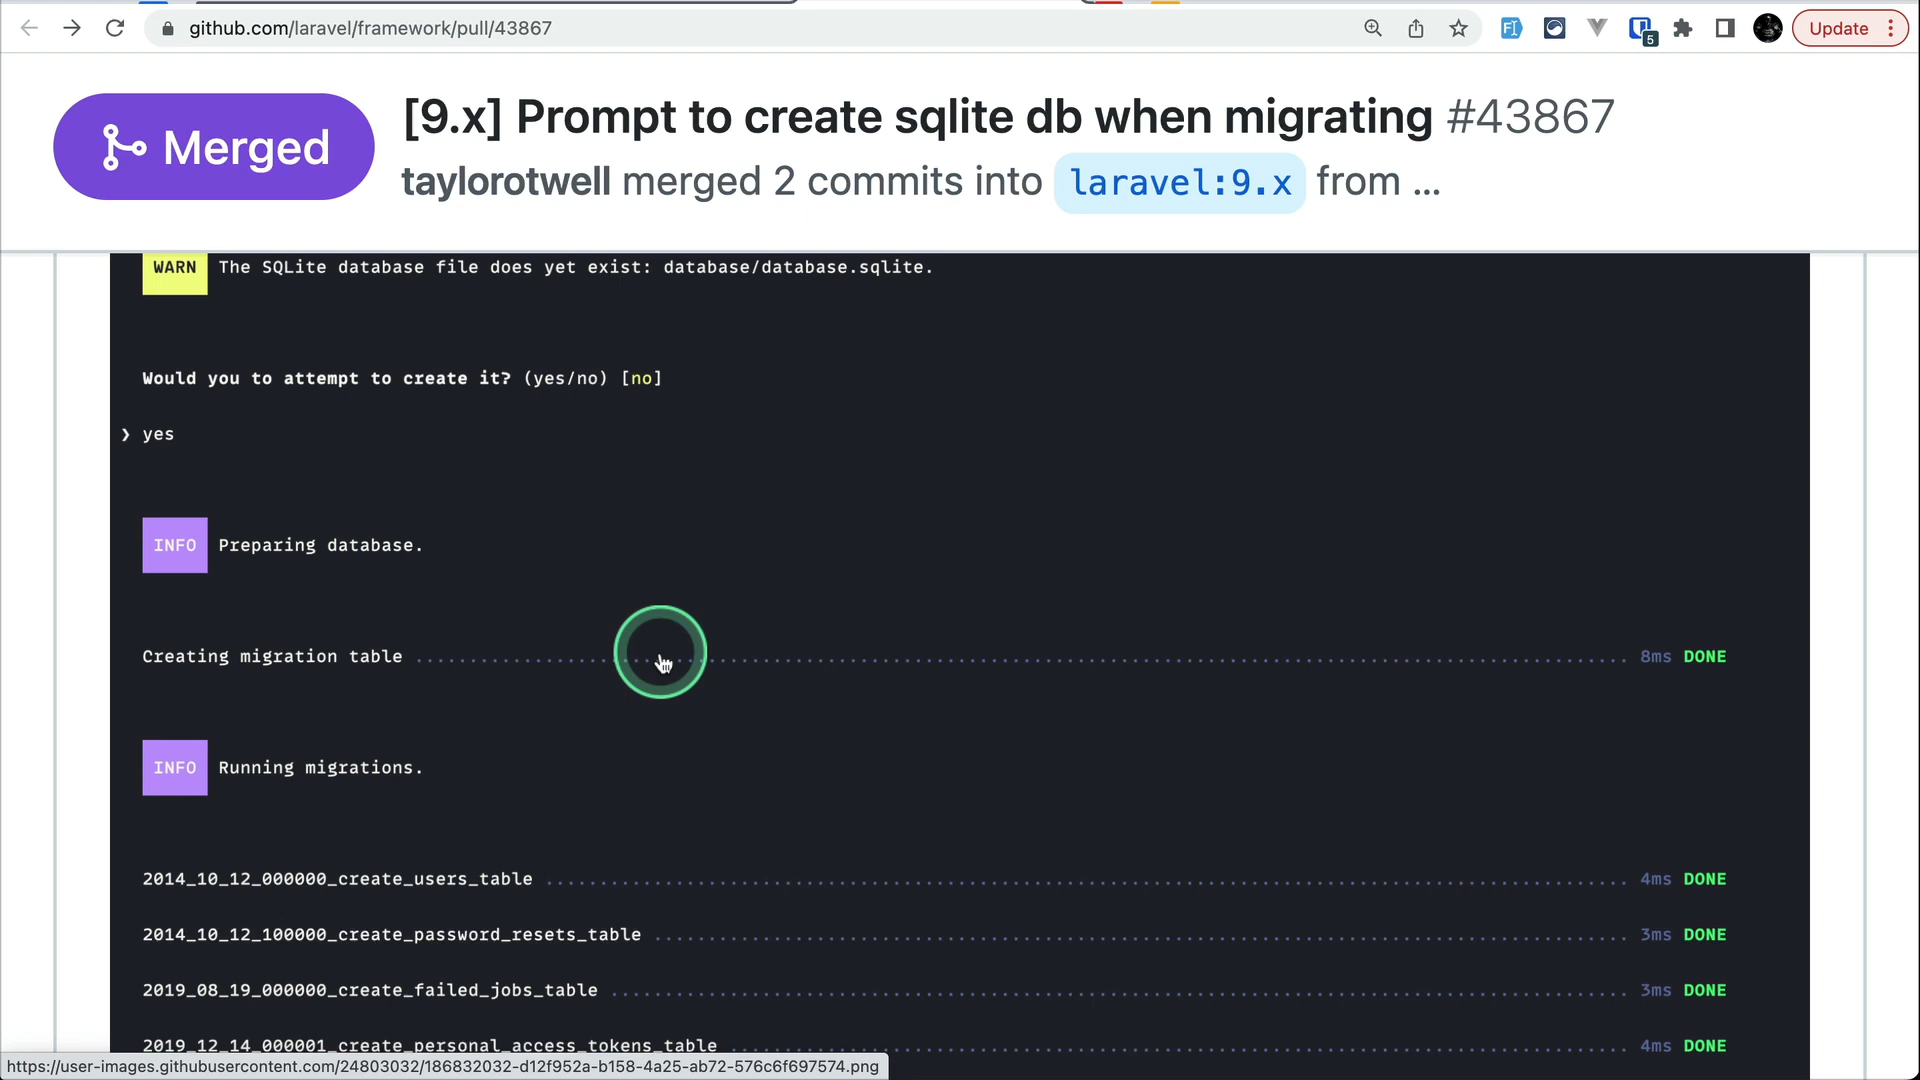 github.com/laravel/framework/pull/43867
5
Update
Merged
[9.x] Prompt to create sqlite db when migrating #43867
taylorotwell merged 2 commits into laravel:9.x from ...
WARN The SQLite database file does yet exist: database/database.sqlite.
Would you to attempt to create it? (yes/no) [no]
❯ yes
INFO Preparing database.
Creating migration table ........................................ 8ms DONE
INFO Running migrations.
2014_10_12_000000_create_users_table ........................................ 4ms DONE
2014_10_12_100000_create_password_resets_table ........................................ 3ms DONE
2019_08_19_000000_create_failed_jobs_table ........................................ 3ms DONE
2019_12_14_000001_create_personal_access_tokens_table ........................................ 4ms DONE
https://user-images.githubusercontent.com/24803032/186832032-d12f952a-b158-4a25-ab72-576c6f697574.png